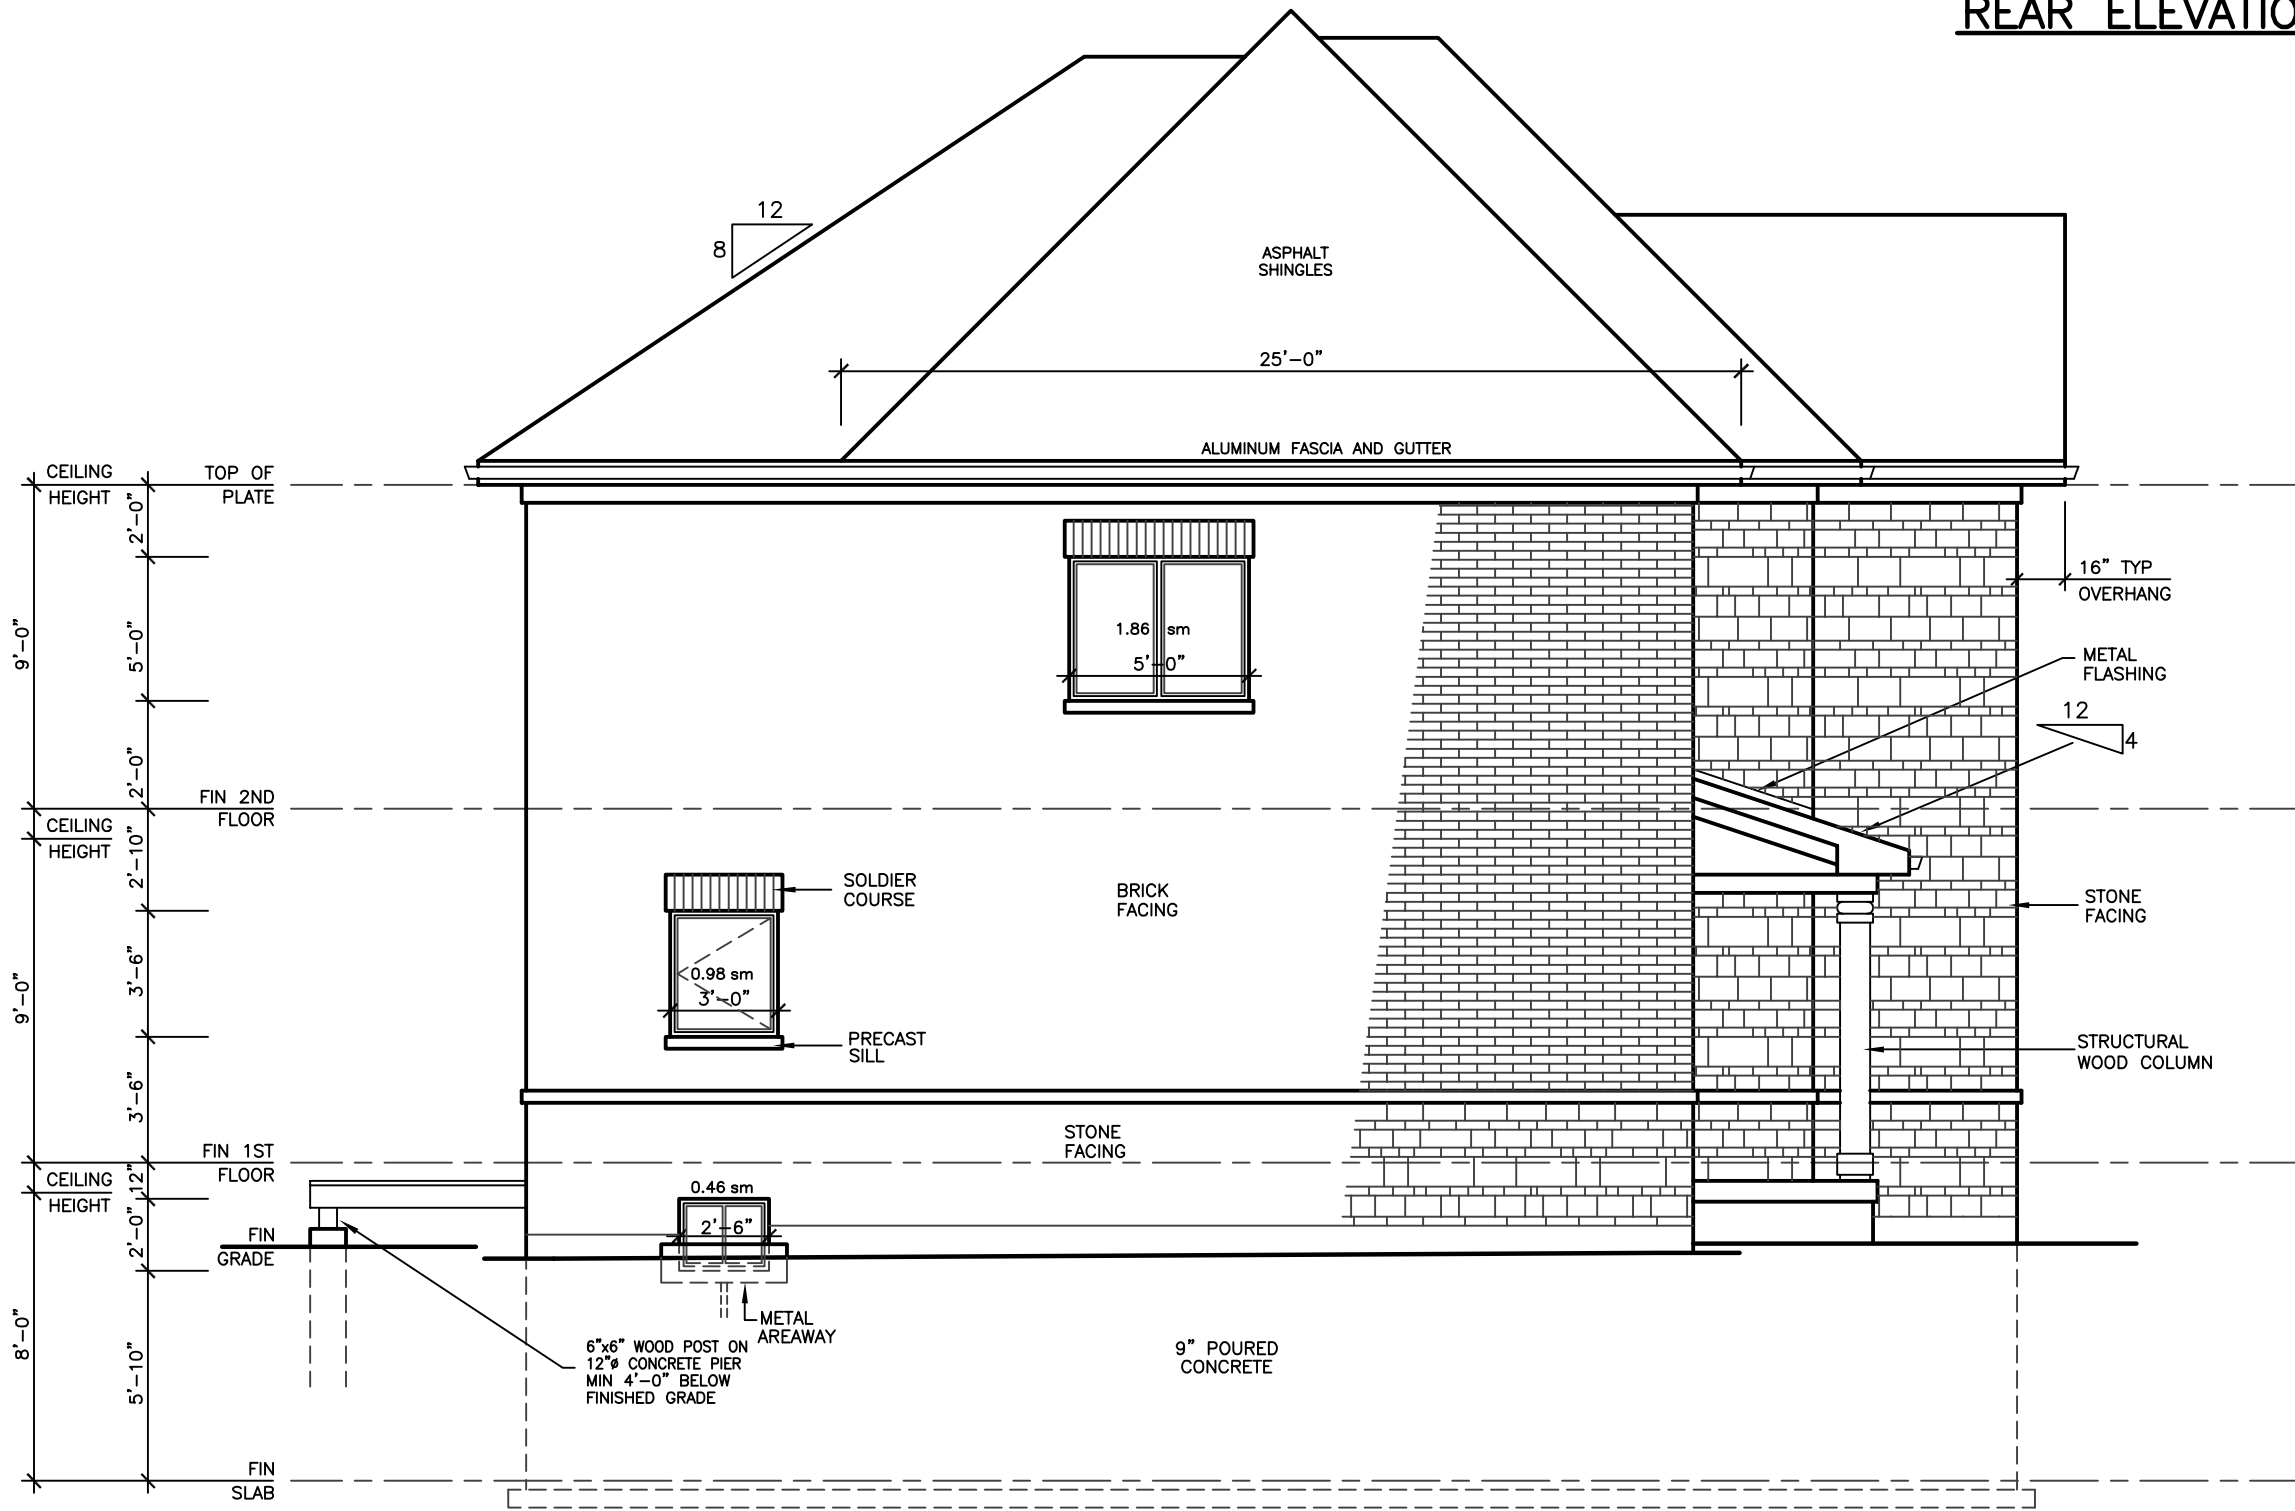 REAR ELEVATIO
12
8
ASPHALT
SHINGLES
25'-0"
ALUMINUM FASCIA AND GUTTER
CEILING
HEIGHT
TOP OF
PLATE
2'-0"
5'-0"
2'-0"
9'-0"
1.86 sm
5'-0"
16" TYP
OVERHANG
METAL
FLASHING
12
4
FIN 2ND
FLOOR
CEILING
HEIGHT
2'-10"
3'-6"
3'-6"
9'-0"
SOLDIER
COURSE
BRICK
FACING
STONE
FACING
0.98 sm
3'-0"
PRECAST
SILL
STRUCTURAL
WOOD COLUMN
STONE
FACING
FIN 1ST
FLOOR
CEILING
HEIGHT
12"
2'-0"
5'-10"
8'-0"
0.46 sm
2'-6"
FIN
GRADE
METAL
AREAWAY
6"x6" WOOD POST ON
12"ø CONCRETE PIER
MIN 4'-0" BELOW
FINISHED GRADE
9" POURED
CONCRETE
FIN
SLAB